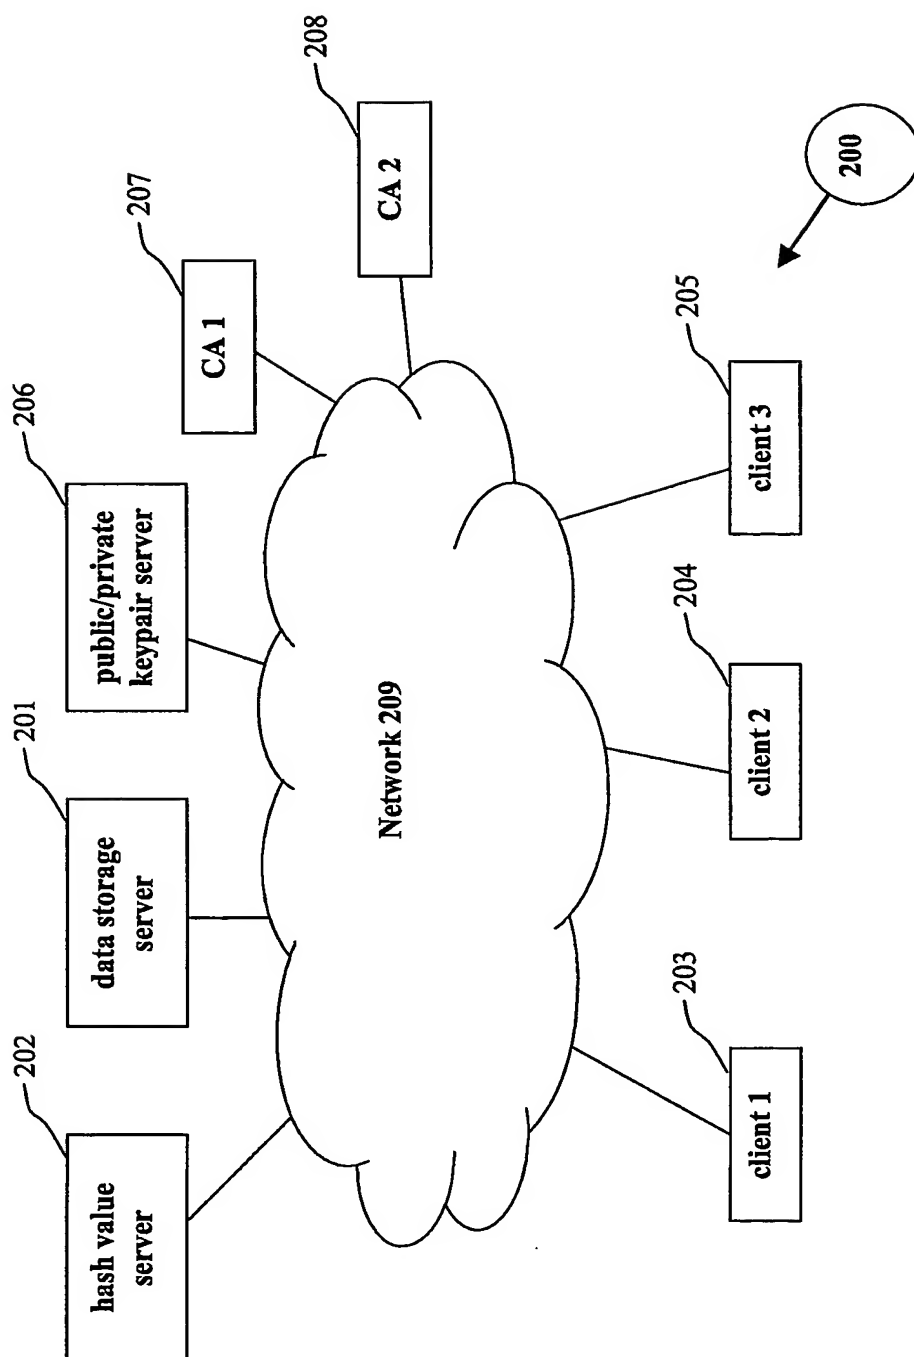 202
hash value
server
201
data storage
server
206
public/private
keypair server
207
CA 1
208
CA 2
Network 209
203
client 1
204
client 2
205
client 3
200